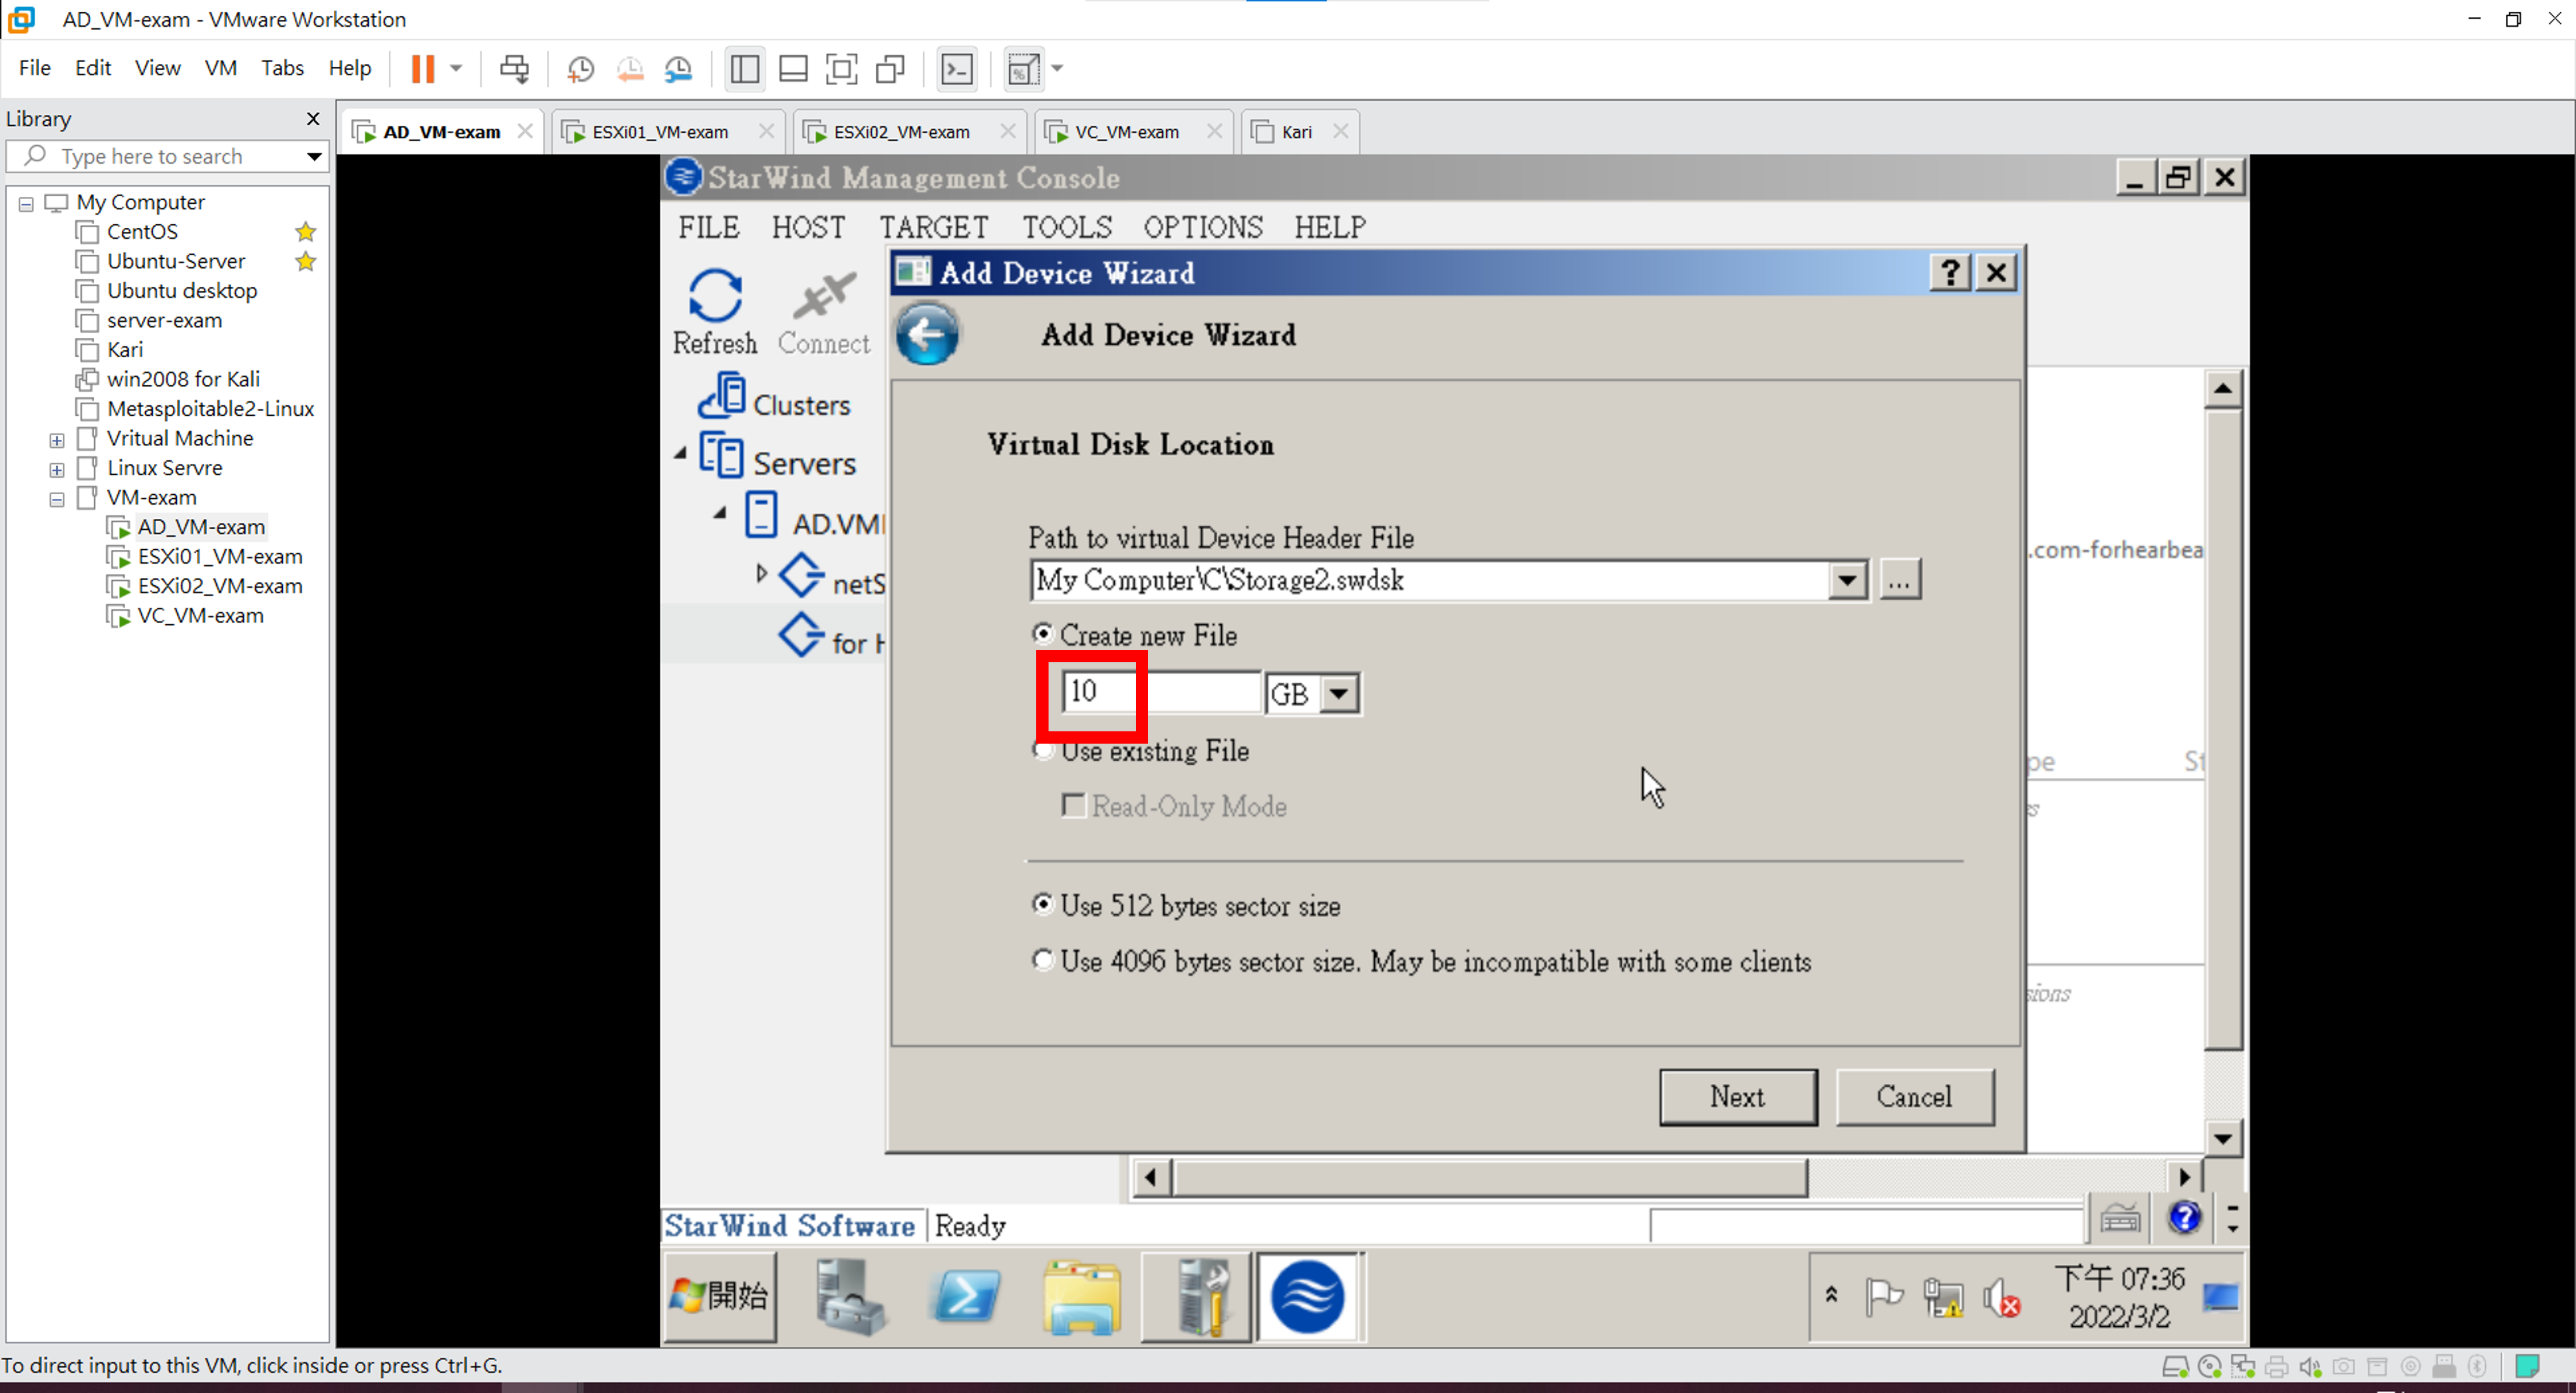 AD_VM-exam - VMware Workstation
File Edit View VM Tabs Help
Library
Type here to search
My Computer
CentOS
Ubuntu-Server
Ubuntu desktop
server-exam
Kari
win2008 for Kali
Metasploitable2-Linux
Vritual Machine
Linux Servre
VM-exam
AD_VM-exam
ESXi01_VM-exam
ESXi02_VM-exam
VC_VM-exam
AD_VM-exam ESXi01_VM-exam ESXi02_VM-exam VC_VM-exam Kari
StarWind Management Console
FILE HOST TARGET TOOLS OPTIONS HELP
Refresh Connect
Clusters
Servers
AD.VM
netS
for H
.com-forhearbea
pe St
s
sions
Add Device Wizard
Add Device Wizard
Virtual Disk Location
Path to virtual Device Header File
My Computer\C\Storage2.swdsk
...
Create new File
10 GB
Use existing File
Read-Only Mode
Use 512 bytes sector size
Use 4096 bytes sector size. May be incompatible with some clients
Next Cancel
StarWind Software Ready
開始
下午 07:36
2022/3/2
To direct input to this VM, click inside or press Ctrl+G.